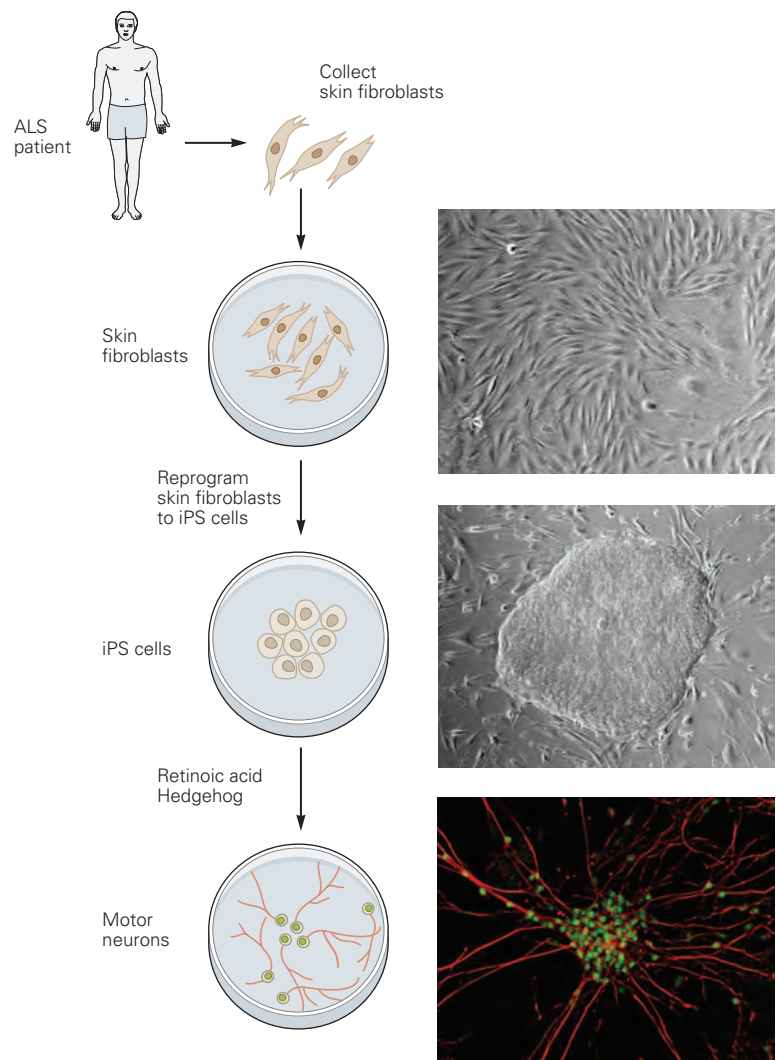 Collect
skin fibroblasts
ALS
patient
Skin
fibroblasts
Reprogram
skin fibroblasts
to iPS cells
iPS cells
Retinoic acid
Hedgehog
Motor
neurons